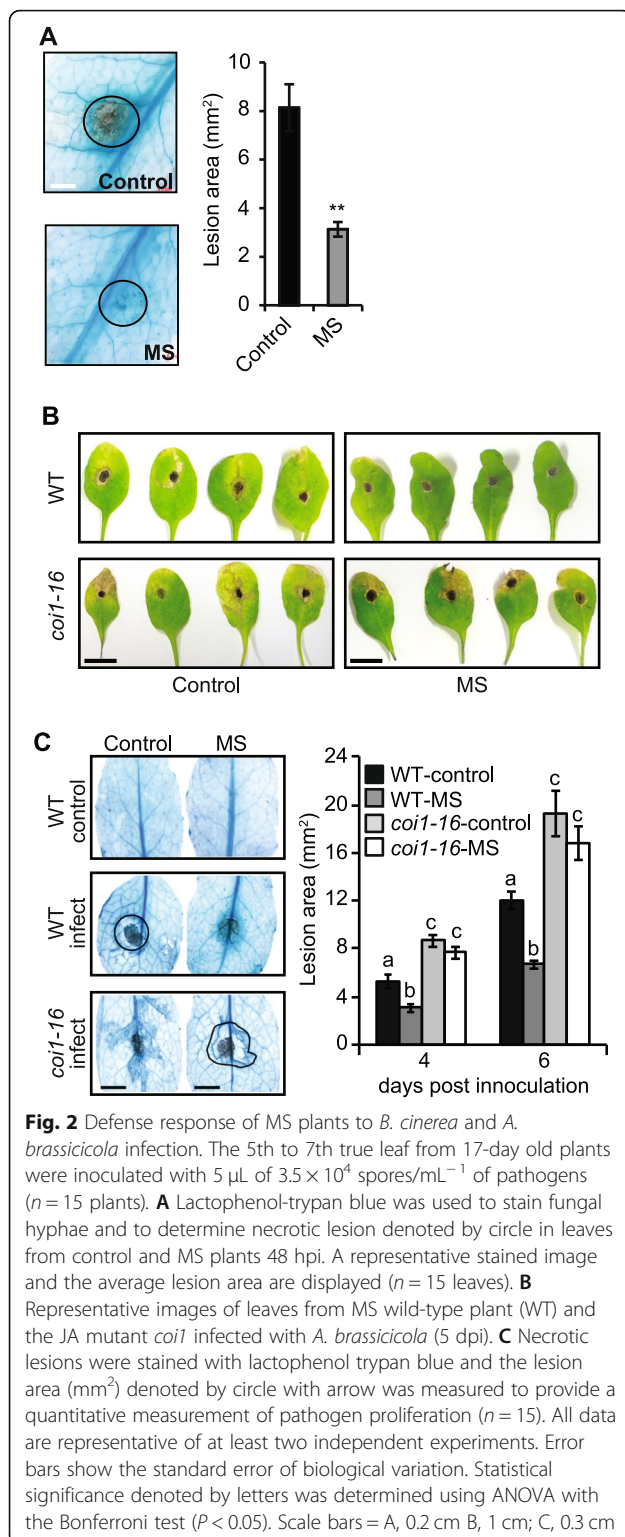 A
Control
MS
10
8
6
4
2
0
Lesion area (mm²)
**
Control
MS
B
WT
coi1-16
Control
MS
C
Control
MS
WT
control
WT
infect
coi1-16
infect
24
20
16
12
8
4
0
Lesion area (mm²)
WT-control
WT-MS
coi1-16-control
coi1-16-MS
a
b
c
c
a
b
c
c
4
6
days post innoculation
Fig. 2 Defense response of MS plants to B. cinerea and A.
brassicicola infection. The 5th to 7th true leaf from 17-day old plants
were inoculated with 5 μL of 3.5 × 10⁴ spores/mL⁻¹ of pathogens
(n = 15 plants). A Lactophenol-trypan blue was used to stain fungal
hyphae and to determine necrotic lesion denoted by circle in leaves
from control and MS plants 48 hpi. A representative stained image
and the average lesion area are displayed (n = 15 leaves). B
Representative images of leaves from MS wild-type plant (WT) and
the JA mutant coi1 infected with A. brassicicola (5 dpi). C Necrotic
lesions were stained with lactophenol trypan blue and the lesion
area (mm²) denoted by circle with arrow was measured to provide a
quantitative measurement of pathogen proliferation (n = 15). All data
are representative of at least two independent experiments. Error
bars show the standard error of biological variation. Statistical
significance denoted by letters was determined using ANOVA with
the Bonferroni test (P < 0.05). Scale bars = A, 0.2 cm B, 1 cm; C, 0.3 cm